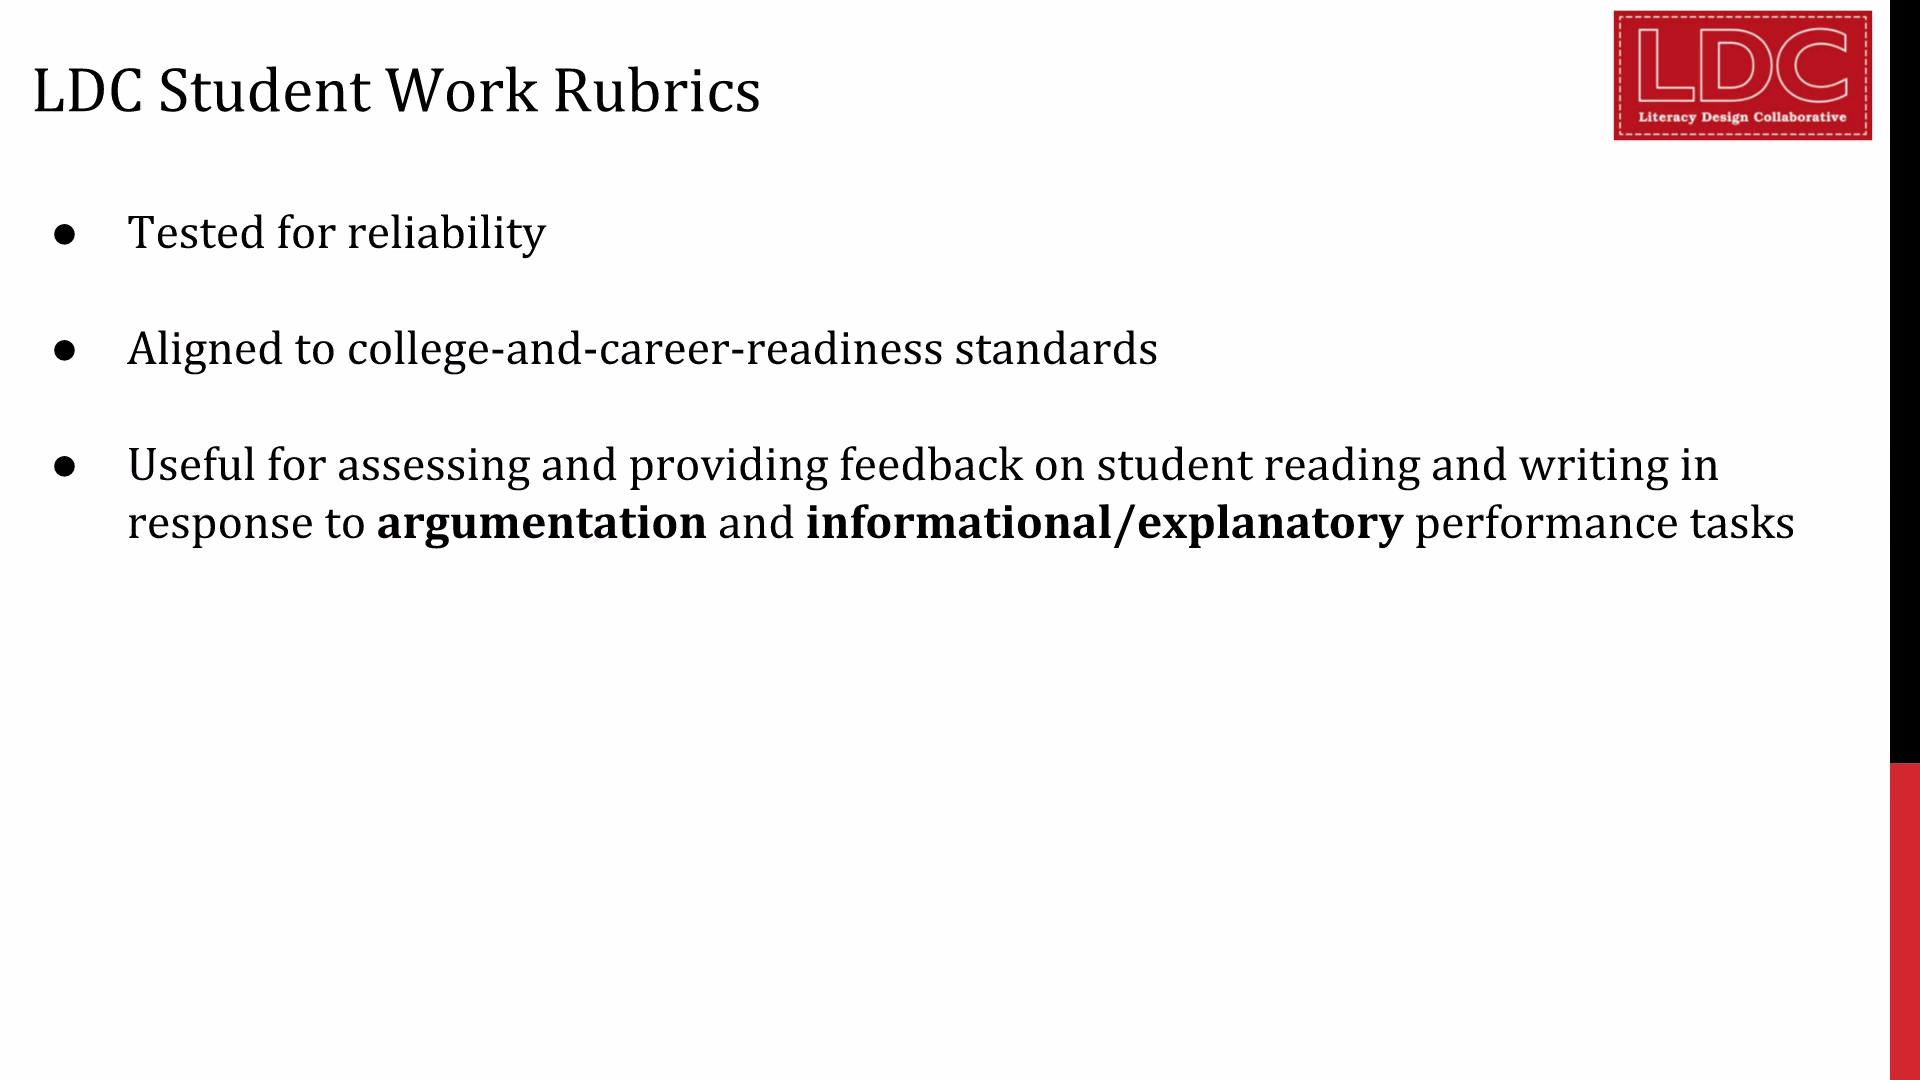 LDC Student Work Rubrics
LDC
Literacy Design Collaborative
● Tested for reliability
● Aligned to college-and-career-readiness standards
● Useful for assessing and providing feedback on student reading and writing in
response to argumentation and informational/explanatory performance tasks